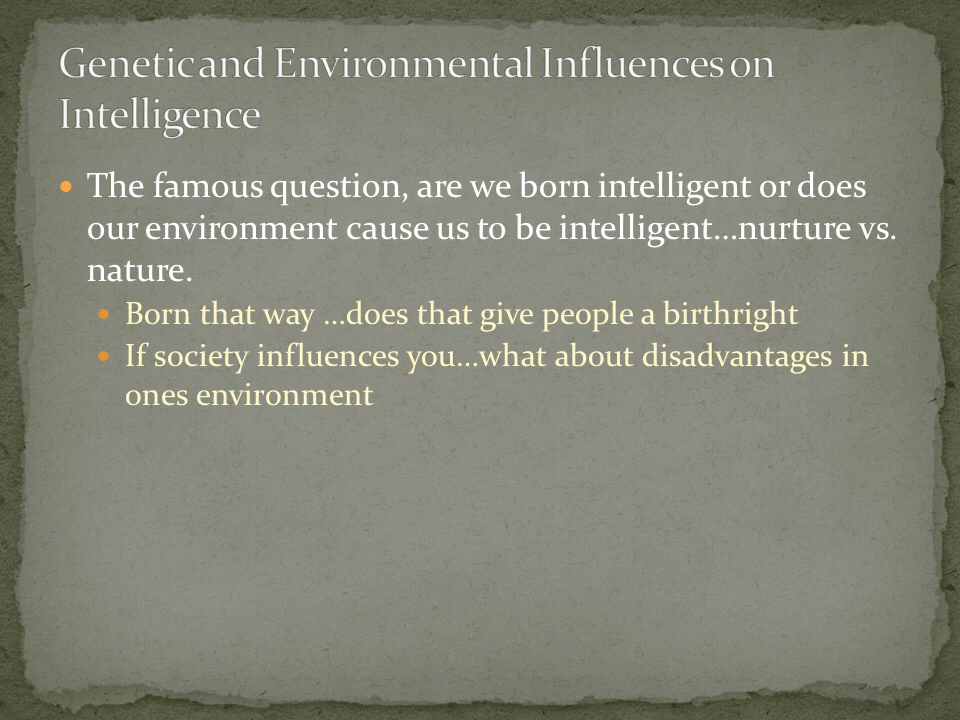 Genetic and Environmental Influences on
Intelligence
The famous question, are we born intelligent or does
our environment cause us to be intelligent…nurture vs.
nature.
Born that way …does that give people a birthright
If society influences you…what about disadvantages in
ones environment